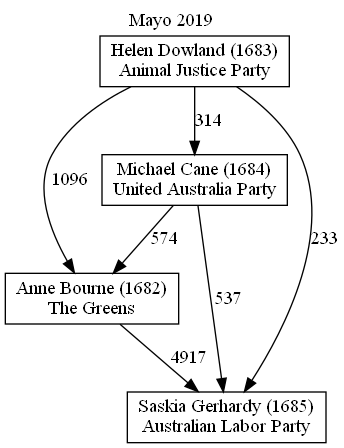 Mayo 2019
Helen Dowland (1683)
Animal Justice Party
314
Michael Cane (1684)
United Australia Party
1096
233
574
537
Anne Bourne (1682)
The Greens
4917
Saskia Gerhardy (1685)
Australian Labor Party